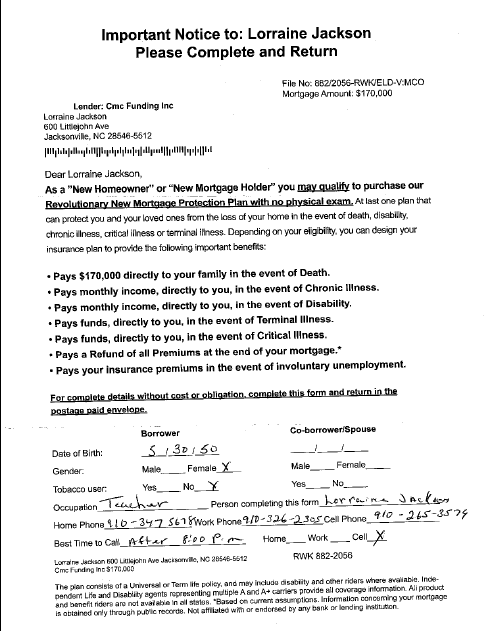 Important Notice to: Lorraine Jackson
Please Complete and Return
File No: 882/2056-RWK/ELD-V:MCO
Mortgage Amount: $170,000
Lender: Cmc Funding Inc
Lorraine Jackson
600 Littlejohn Ave
Jacksonville, NC 28546-5512
Dear Lorraine Jackson,
As a "New Homeowner" or "New Mortgage Holder" you may qualify to purchase our
Revolutionary New Mortgage Protection Plan with no physical exam. At last one plan that
can protect you and your loved ones from the loss of your home in the event of death, disability,
chronic illness, critical illness or terminal illness. Depending on your eligibility, you can design your
insurance plan to provide the following important benefits:
• Pays $170,000 directly to your family in the event of Death.
• Pays monthly income, directly to you, in the event of Chronic Illness.
• Pays monthly income, directly to you, in the event of Disability.
• Pays funds, directly to you, in the event of Terminal Illness.
• Pays funds, directly to you, in the event of Critical Illness.
• Pays a Refund of all Premiums at the end of your mortgage.*
• Pays your insurance premiums in the event of involuntary unemployment.
For complete details without cost or obligation, complete this form and return in the
postage paid envelope.
Borrower Co-borrower/Spouse
Date of Birth: 5/30/50 __/__/__
Gender: Male____ Female X Male____ Female____
Tobacco user: Yes____ No X Yes____ No____
Occupation Teacher Person completing this form Lorraine Jackson
Home Phone 910-347 5678 Work Phone 910-326-2305 Cell Phone 910-265-3574
Best Time to Call After 8:00 P.m Home____ Work____ Cell X
Lorraine Jackson 600 Littlejohn Ave Jacksonville, NC 28546-5512 RWK 882-2056
Cmc Funding Inc $170,000
The plan consists of a Universal or Term life policy, and may include disability and other riders where available. Inde-
pendent Life and Disability agents representing multiple A and A+ carriers provide all coverage information. All product
and benefit riders are not available in all states. *Based on current assumptions. Information concerning your mortgage
is obtained only through public records. Not affiliated with or endorsed by any bank or lending institution.